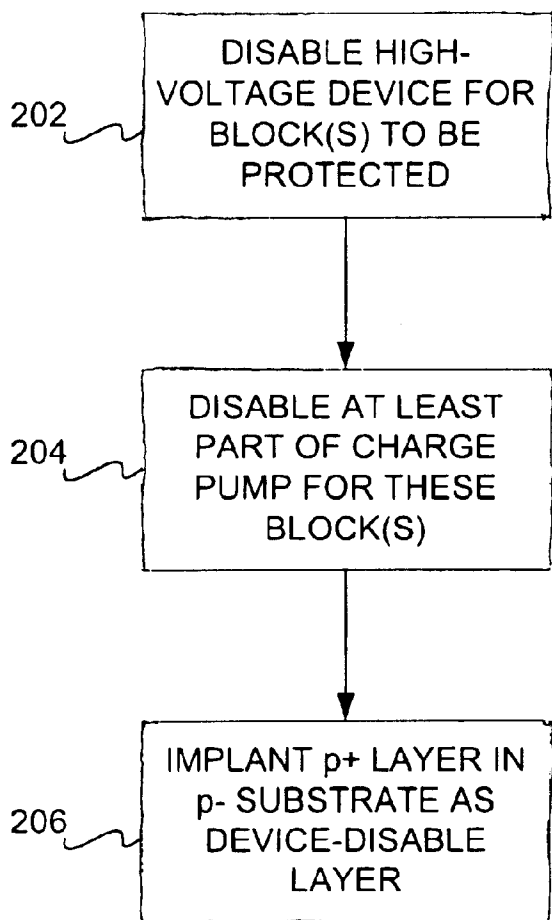 DISABLE HIGH-
VOLTAGE DEVICE FOR
BLOCK(S) TO BE
PROTECTED
202
DISABLE AT LEAST
PART OF CHARGE
PUMP FOR THESE
BLOCK(S)
204
IMPLANT p+ LAYER IN
p- SUBSTRATE AS
DEVICE-DISABLE
LAYER
206